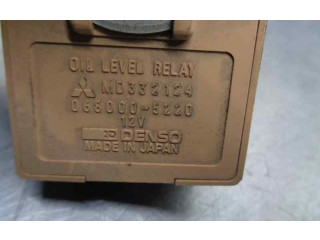 OIL LEVEL RELAY
MD332124
068000-5220
12V
DENSO
MADE IN JAPAN